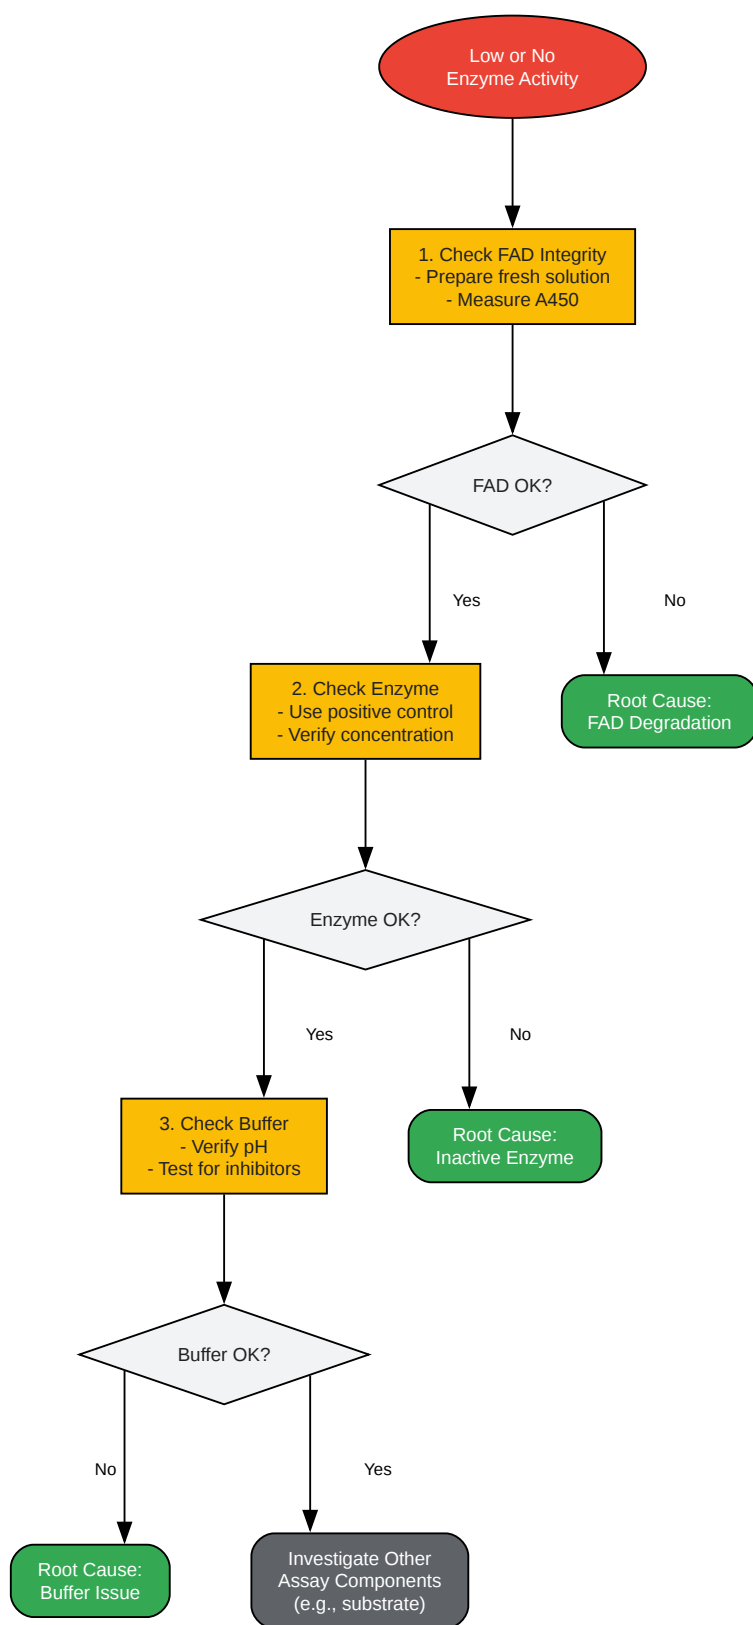 Low or No
Enzyme Activity
1. Check FAD Integrity
- Prepare fresh solution
- Measure A450
FAD OK?
Yes
No
2. Check Enzyme
- Use positive control
- Verify concentration
Root Cause:
FAD Degradation
Enzyme OK?
Yes
No
3. Check Buffer
- Verify pH
- Test for inhibitors
Root Cause:
Inactive Enzyme
Buffer OK?
No
Yes
Root Cause:
Buffer Issue
Investigate Other
Assay Components
(e.g., substrate)